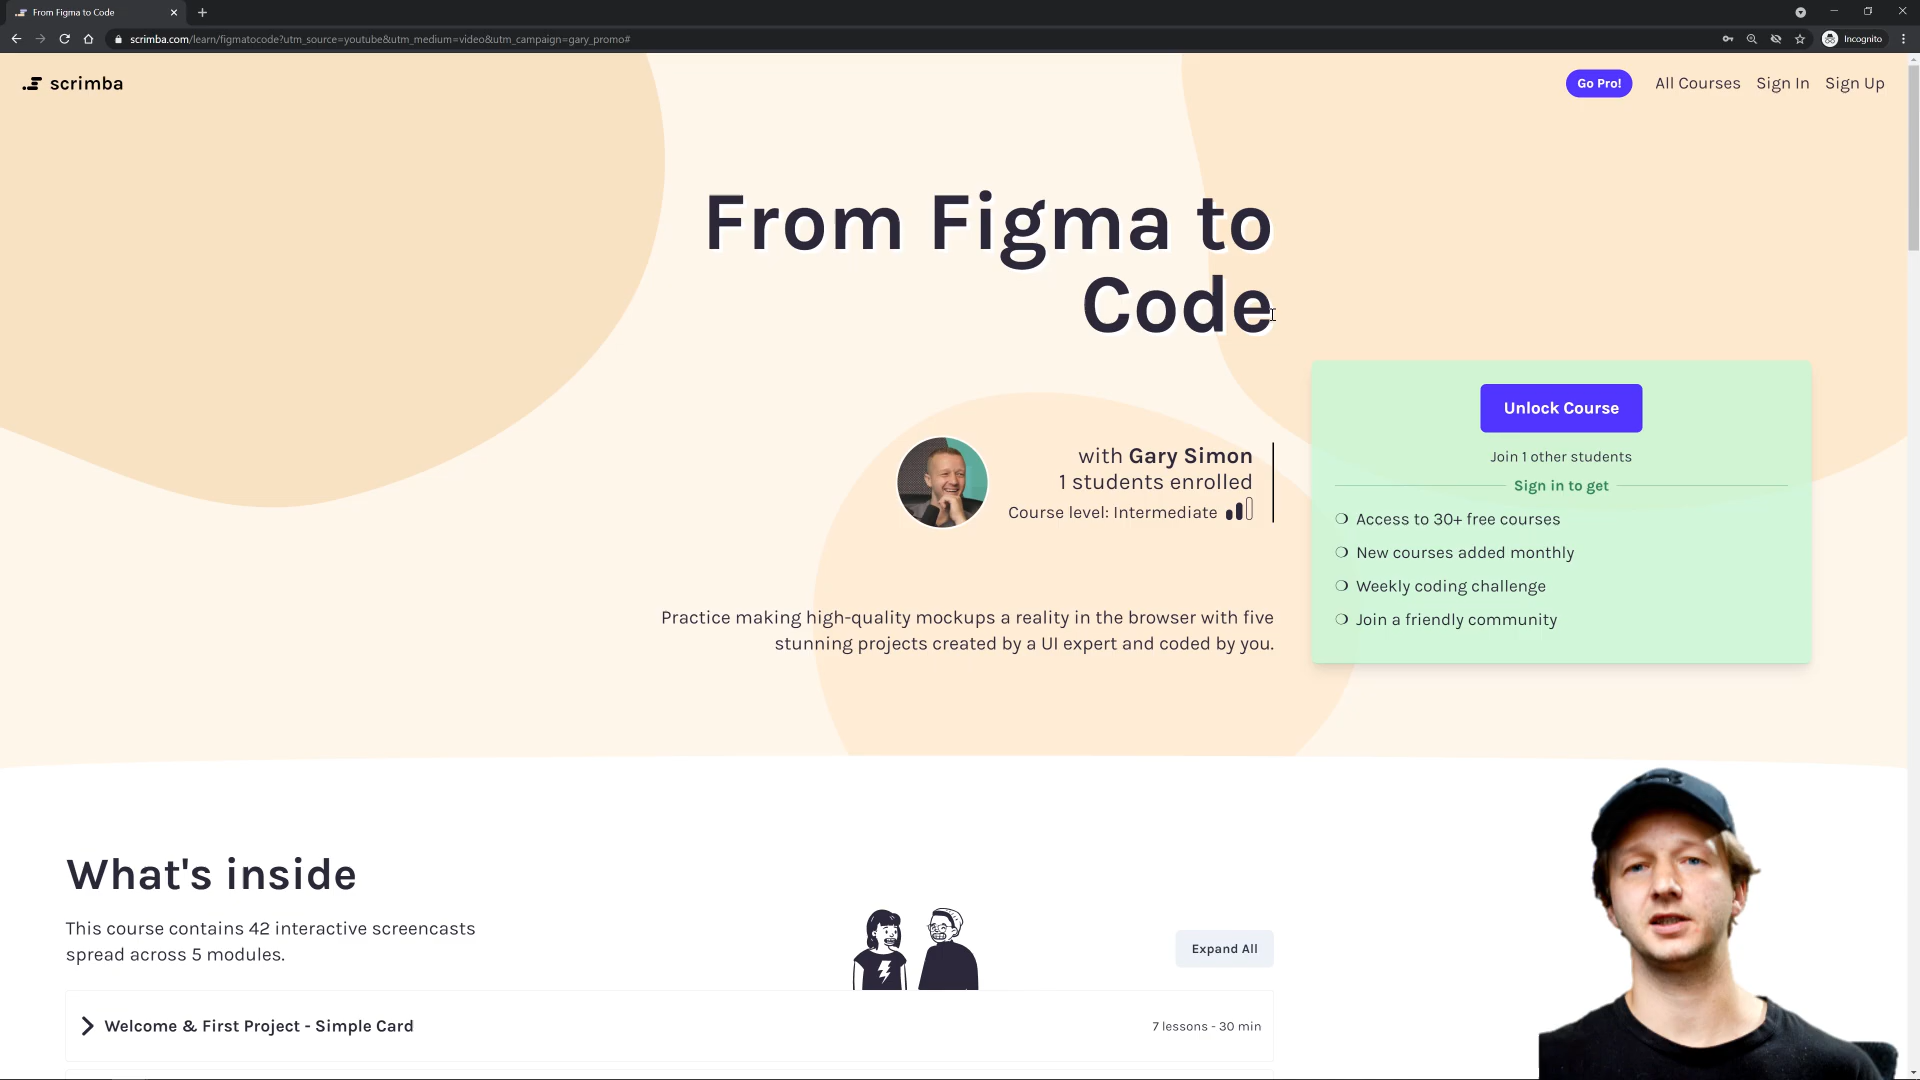 From Figma to Code
scrimba.com/learn/figmatocode?utm_source=youtube&utm_medium=video&utm_campaign=gary_promo#
Incognito
scrimba
Go Pro!
All Courses
Sign In
Sign Up
From Figma to
Code
with Gary Simon
1 students enrolled
Course level: Intermediate
Practice making high-quality mockups a reality in the browser with five
stunning projects created by a UI expert and coded by you.
Unlock Course
Join 1 other students
Sign in to get
Access to 30+ free courses
New courses added monthly
Weekly coding challenge
Join a friendly community
What's inside
This course contains 42 interactive screencasts
spread across 5 modules.
Expand All
Welcome & First Project - Simple Card
7 lessons - 30 min